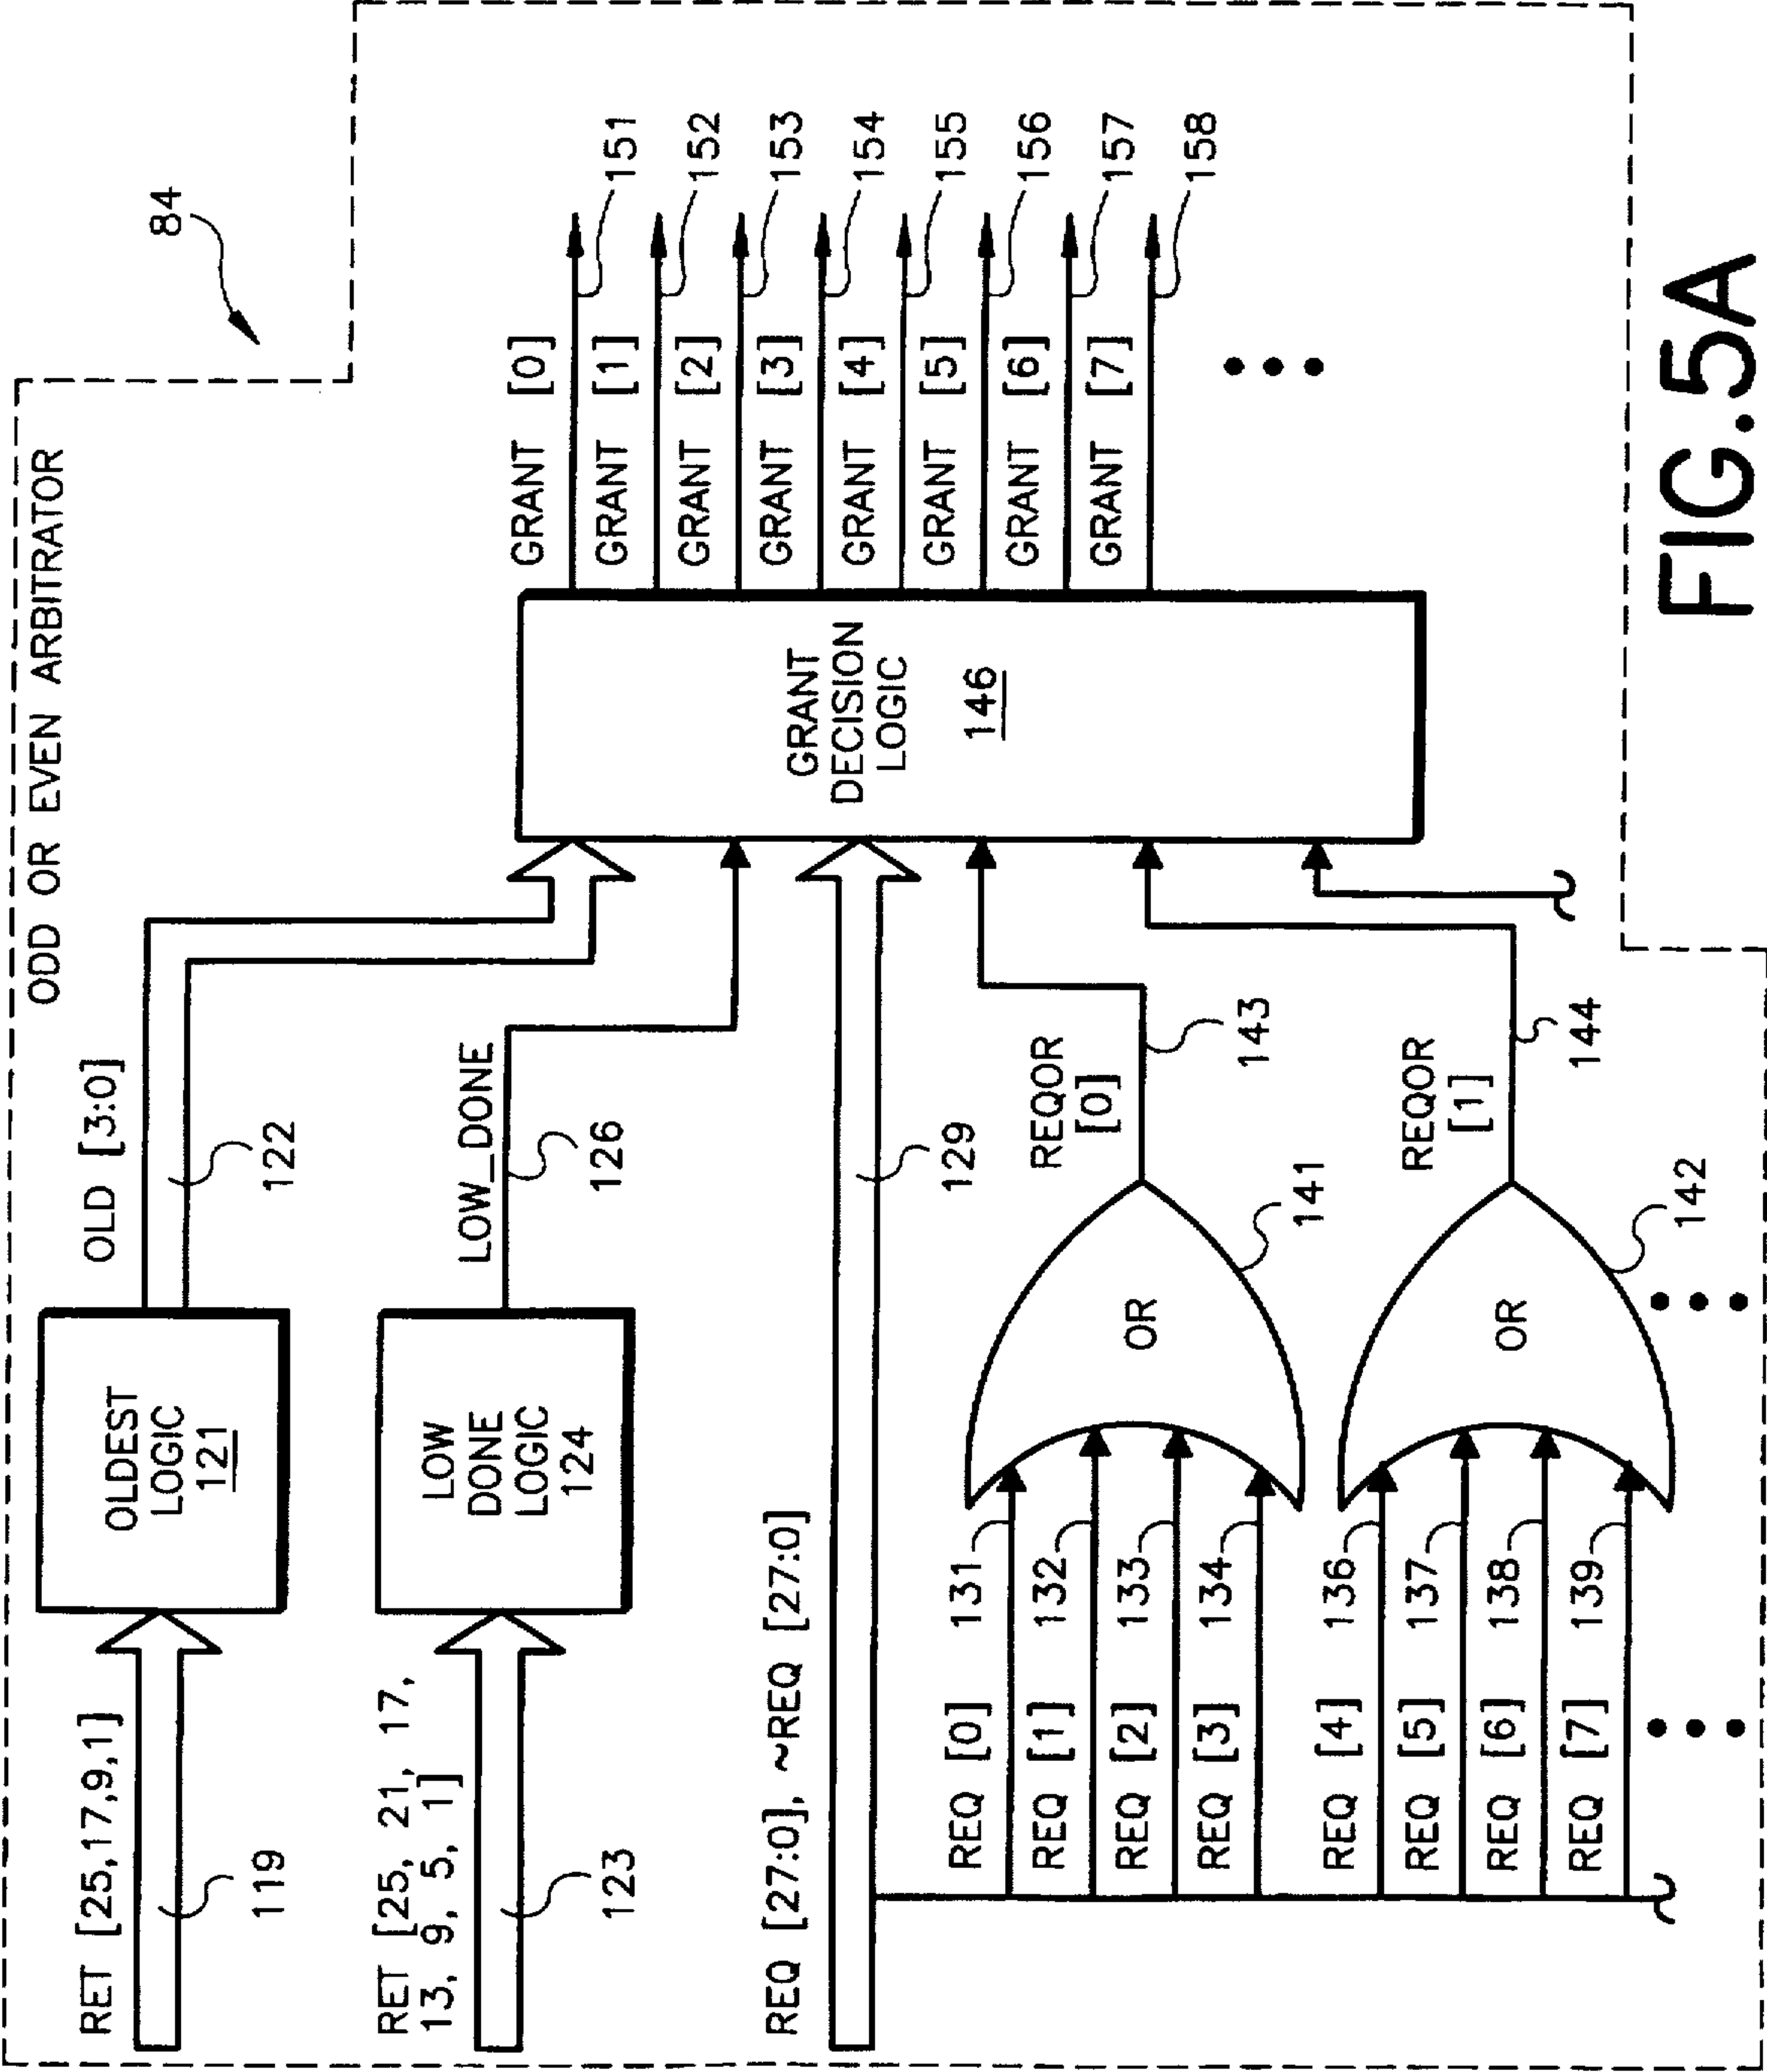 84
ODD OR EVEN ARBITRATOR
RET [25,17,9,1]
119
OLDEST
LOGIC
121
OLD [3:0]
122
RET [25, 21, 17,
13, 9, 5, 1]
123
LOW
DONE
LOGIC
124
LOW_DONE
126
REQ [27:0], ~REQ [27:0]
129
REQ [0] 131
REQ [1] 132
REQ [2] 133
REQ [3] 134
OR
141
REQOR
[0]
143
REQ [4] 136
REQ [5] 137
REQ [6] 138
REQ [7] 139
OR
142
REQOR
[1]
144
GRANT
DECISION
LOGIC
146
GRANT [0]
151
GRANT [1]
152
GRANT [2]
153
GRANT [3]
154
GRANT [4]
155
GRANT [5]
156
GRANT [6]
157
GRANT [7]
158
FIG.5A